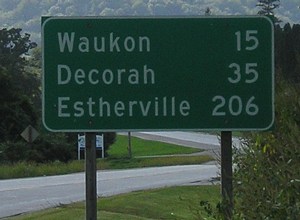 Waukon 15
Decorah 35
Estherville 206